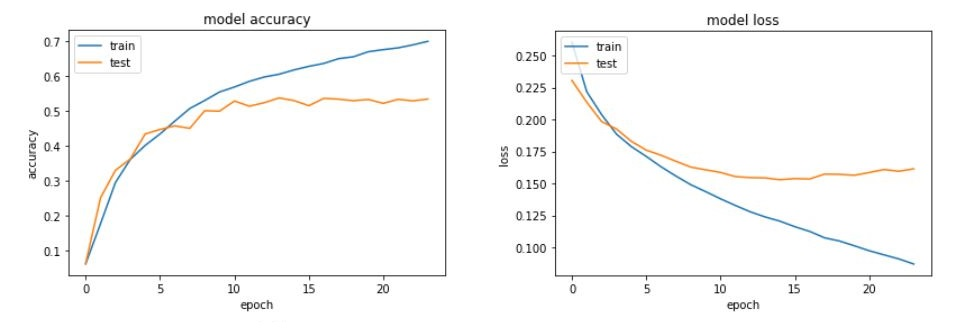 model accuracy
train
test
0.7
0.6
0.5
0.4
0.3
0.2
0.1
accuracy
0 5 10 15 20
epoch
model loss
train
test
0.250
0.225
0.200
0.175
0.150
0.125
0.100
loss
0 5 10 15 20
epoch